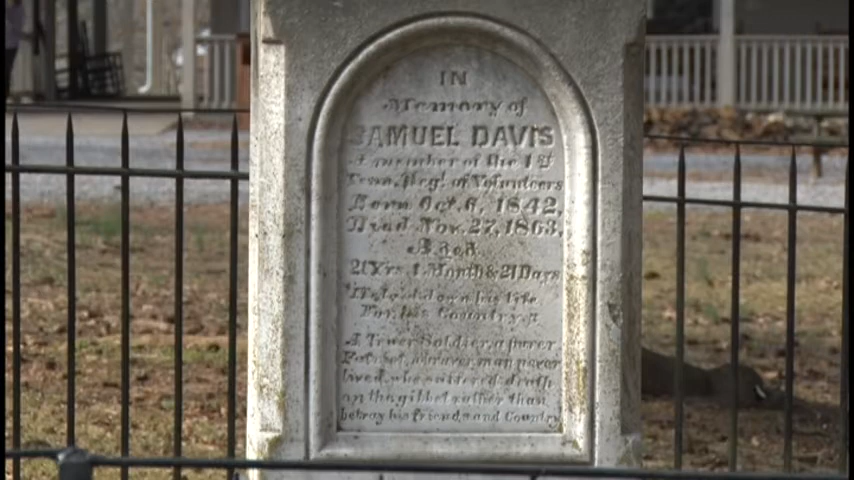 IN
Memory of
SAMUEL DAVIS
A member of the 1st
Tenn. Regt. of Volunteers
Born Oct. 6, 1842,
Died Nov. 27, 1863,
Aged
21 Yrs. 1 Month & 21 Days
He laid down his life
For his Country.
A Truer Soldier, a purer
Patriot, a braver man never
lived, who suffered death
on the gibbet rather than
betray his friends and Country